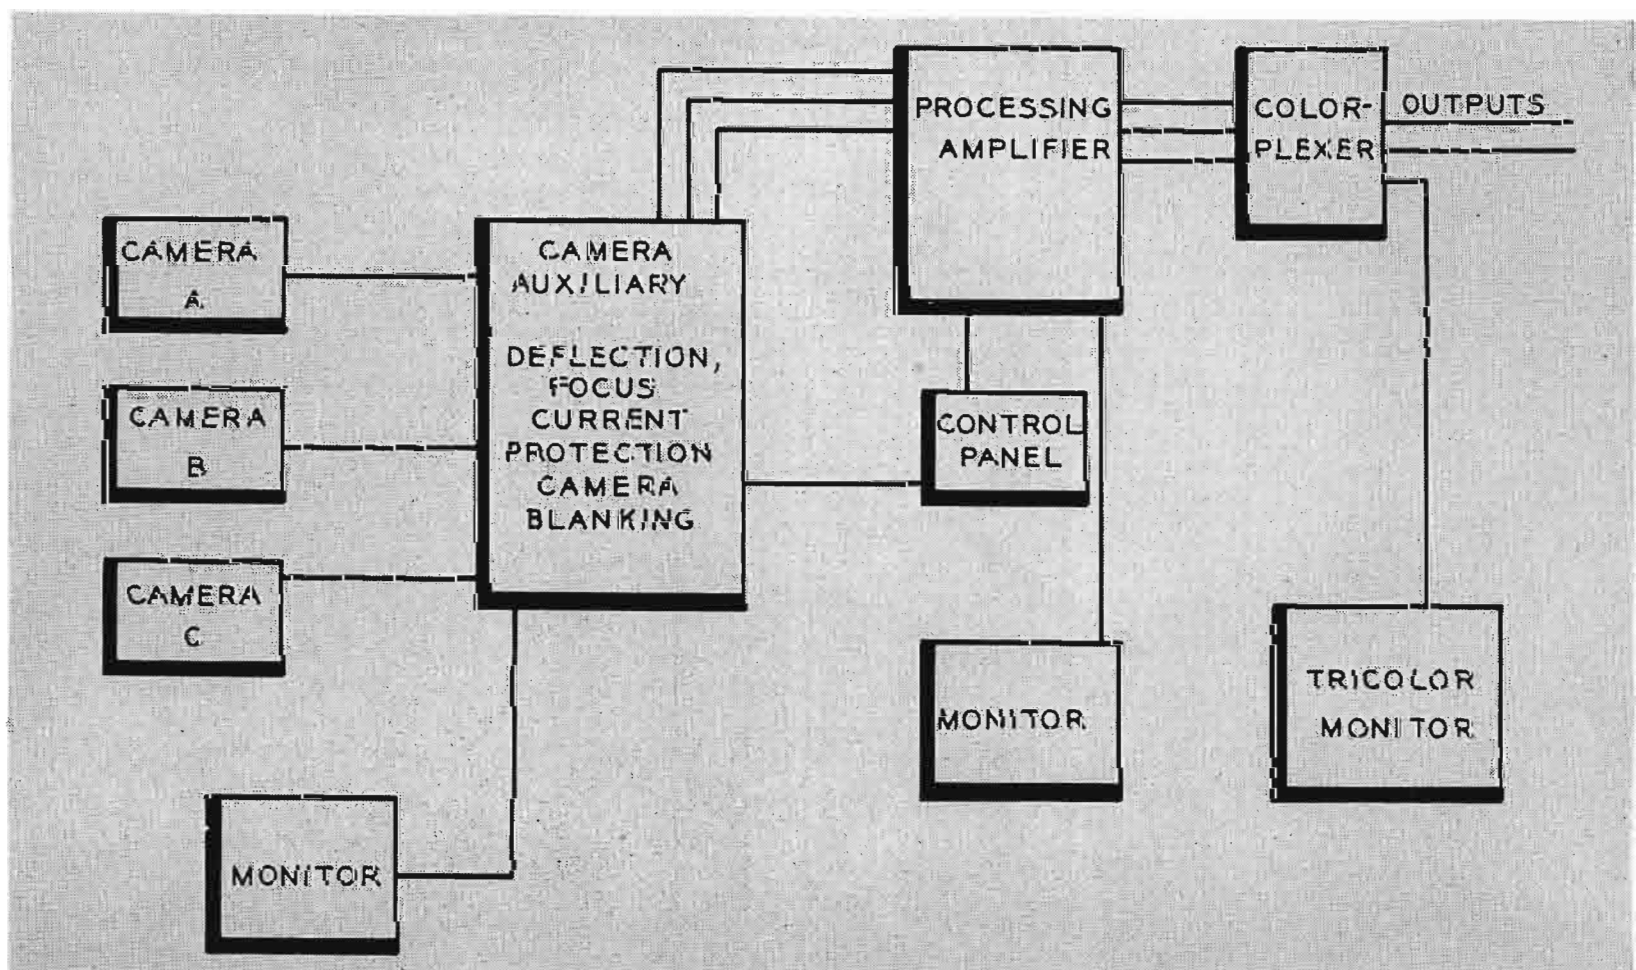 CAMERA
A
CAMERA
B
CAMERA
C
MONITOR
CAMERA
AUXILIARY
DEFLECTION,
FOCUS
CURRENT
PROTECTION
CAMERA
BLANKING
PROCESSING
AMPLIFIER
CONTROL
PANEL
MONITOR
COLOR-
PLEXER
OUTPUTS
TRICOLOR
MONITOR